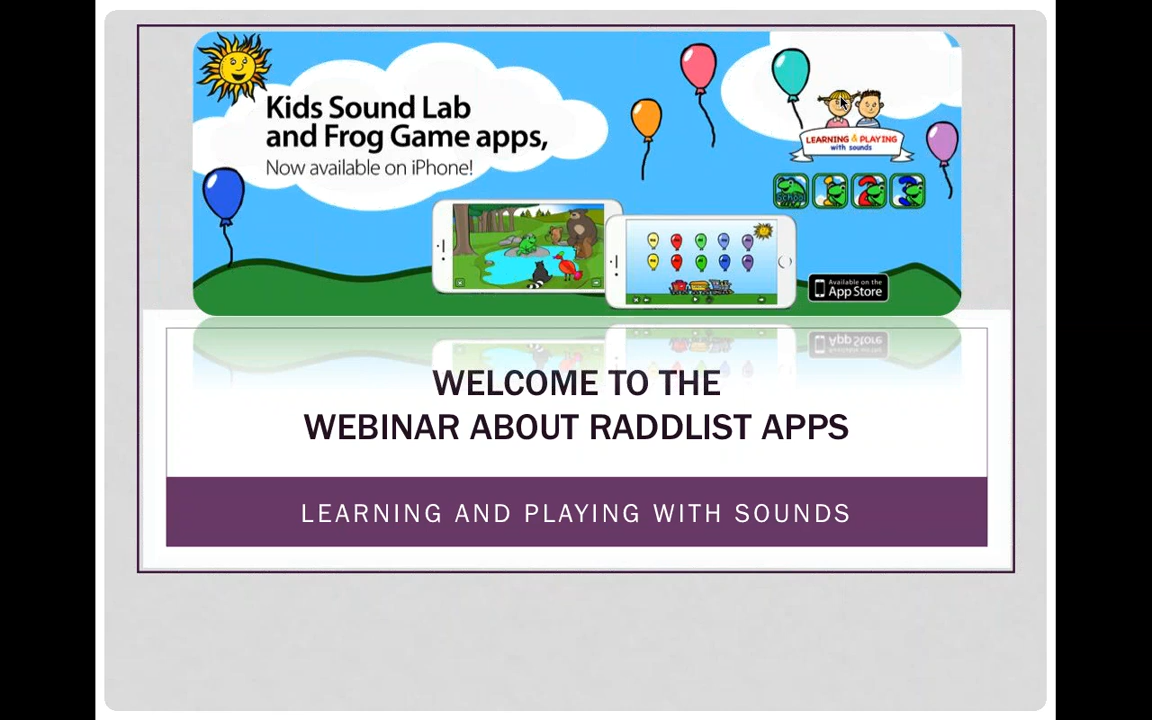 Kids Sound Lab
and Frog Game apps,
Now available on iPhone!
LEARNING & PLAYING
with sounds
School
Available on the
App Store
WELCOME TO THE
WEBINAR ABOUT RADDLIST APPS
LEARNING AND PLAYING WITH SOUNDS